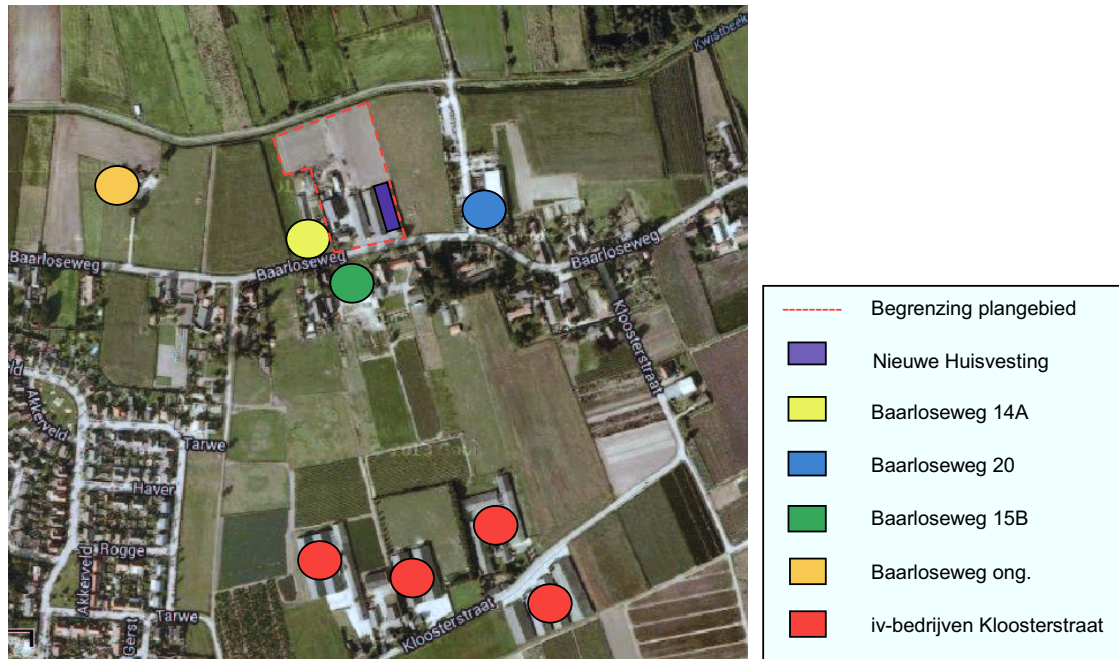 Kwistbeek
Baarloseweg
Baarloseweg
Baarloseweg
Kloosterstraat
Akkerveld
Tarwe
Haver
Rogge
Akkerveld
Tarwe
Gerst
Kloosterstraat
Begrenzing plangebied
Nieuwe Huisvesting
Baarloseweg 14A
Baarloseweg 20
Baarloseweg 15B
Baarloseweg ong.
iv-bedrijven Kloosterstraat